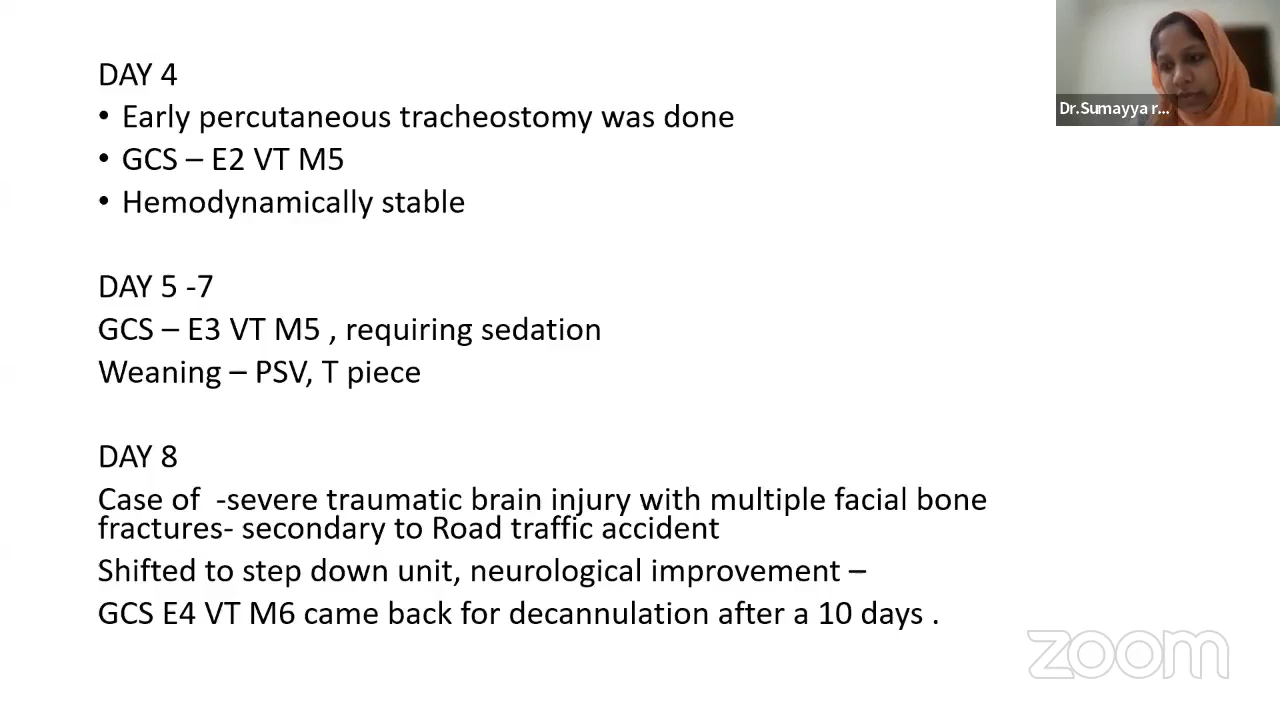 DAY 4
• Early percutaneous tracheostomy was done
• GCS – E2 VT M5
• Hemodynamically stable
DAY 5 -7
GCS – E3 VT M5 , requiring sedation
Weaning – PSV, T piece
DAY 8
Case of  -severe traumatic brain injury with multiple facial bone
fractures- secondary to Road traffic accident
Shifted to step down unit, neurological improvement –
GCS E4 VT M6 came back for decannulation after a 10 days .
Dr.Sumayya r...
zoom